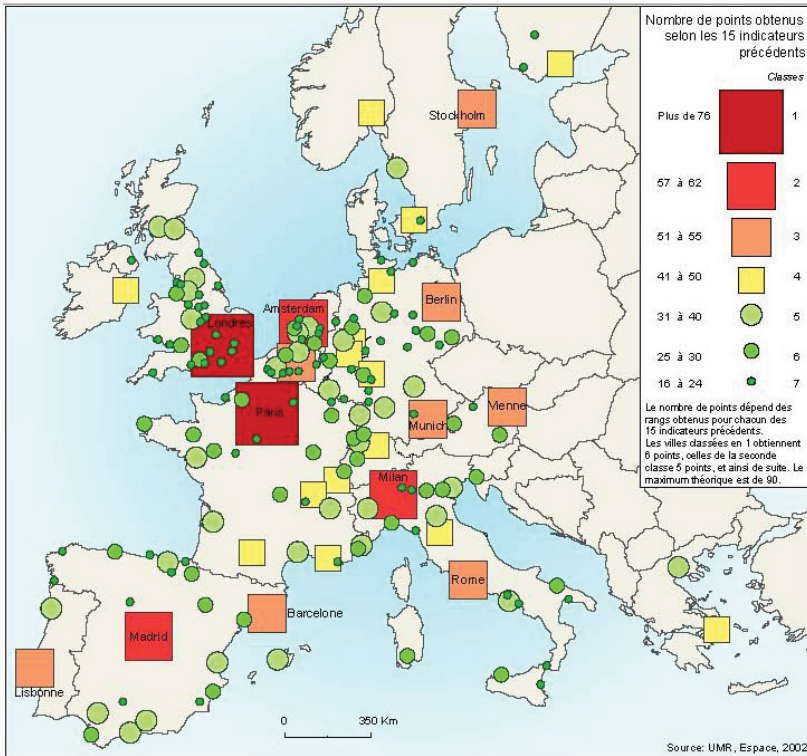 Nombre de points obtenus
selon les 15 indicateurs
précédents
Classes
Plus de 76 1
57 à 62 2
51 à 55 3
41 à 50 4
31 à 40 5
25 à 30 6
16 à 24 7
Le nombre de points dépend des
rangs obtenus pour chacun des
15 indicateurs précédents.
Les villes classées en 1 obtiennent
6 points, celles de la seconde
classe 5 points, et ainsi de suite. Le
maximum théorique est de 90.
Stockholm
Amsterdam
Berlin
Londres
Paris
Munich
Vienne
Milan
Rome
Barcelone
Madrid
Lisbonne
0 350 Km
Source: UMR, Espace, 2002